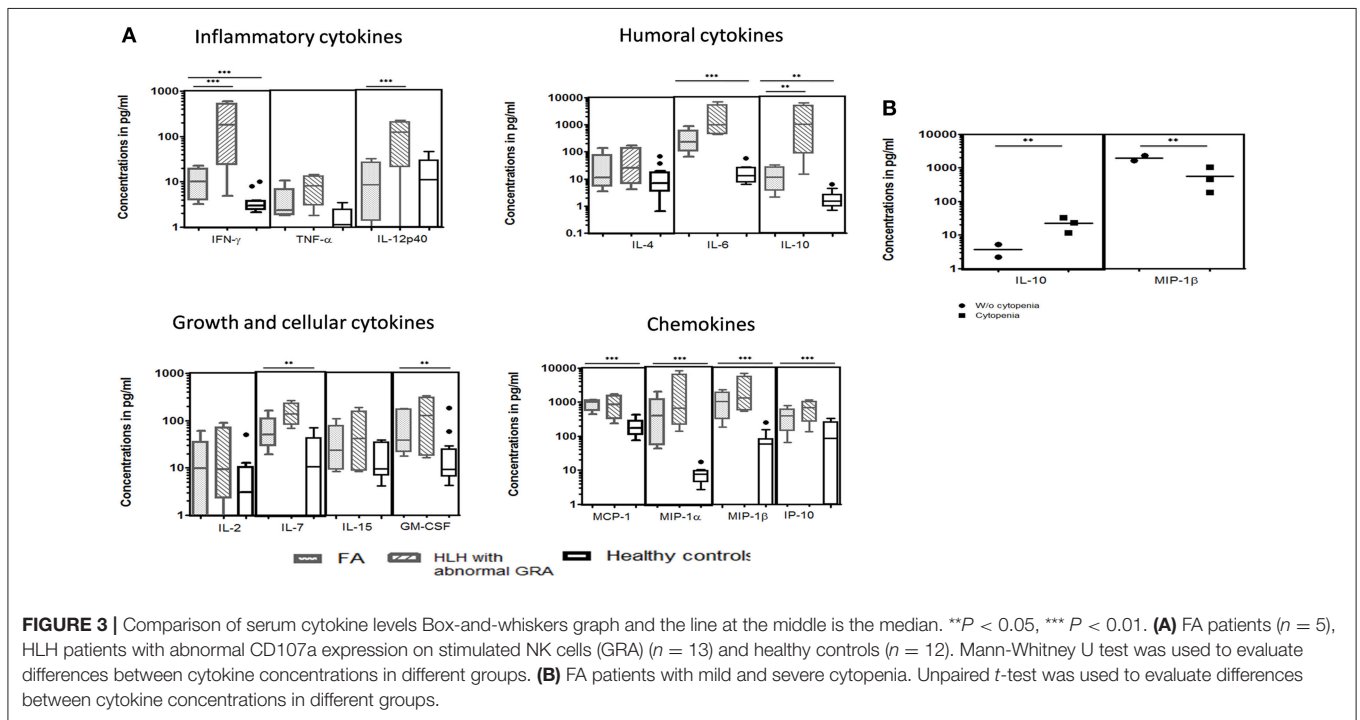 A
Inflammatory cytokines
Concentrations in pg/ml
1000
100
10
1
***
***
***
IFN-γ TNF-α IL-12p40
Humoral cytokines
Concentrations in pg/ml
10000
1000
100
10
1
0.1
***
**
**
IL-4 IL-6 IL-10
B
Concentrations in pg/ml
10000
1000
100
10
1
**
**
IL-10 MIP-1β
W/o cytopenia
Cytopenia
Growth and cellular cytokines
Concentrations in pg/ml
1000
100
10
1
**
**
IL-2 IL-7 IL-15 GM-CSF
Chemokines
Concentrations in pg/ml
10000
1000
100
10
1
***
***
***
***
MCP-1 MIP-1α MIP-1β IP-10
FA
HLH with
abnormal GRA
Healthy controls
FIGURE 3 | Comparison of serum cytokine levels Box-and-whiskers graph and the line at the middle is the median. **P < 0.05, *** P < 0.01. (A) FA patients (n = 5),
HLH patients with abnormal CD107a expression on stimulated NK cells (GRA) (n = 13) and healthy controls (n = 12). Mann-Whitney U test was used to evaluate
differences between cytokine concentrations in different groups. (B) FA patients with mild and severe cytopenia. Unpaired t-test was used to evaluate differences
between cytokine concentrations in different groups.